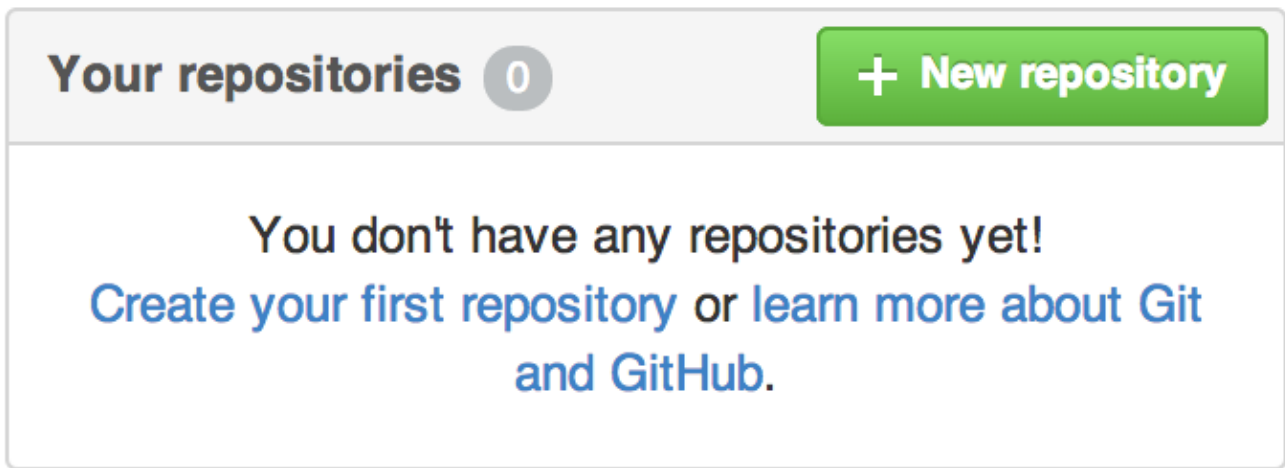 Your repositories 0
+ New repository
You don't have any repositories yet!
Create your first repository or learn more about Git
and GitHub.